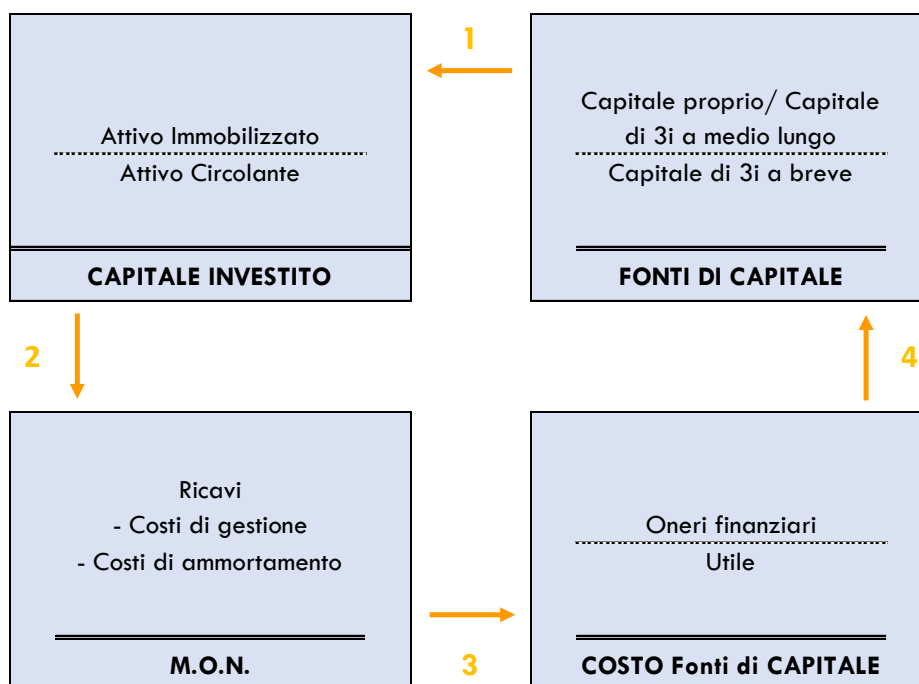 1
Attivo Immobilizzato
Attivo Circolante
CAPITALE INVESTITO
Capitale proprio/ Capitale
di 3i a medio lungo
Capitale di 3i a breve
FONTI DI CAPITALE
2
4
Ricavi
- Costi di gestione
- Costi di ammortamento
M.O.N.
3
Oneri finanziari
Utile
COSTO Fonti di CAPITALE